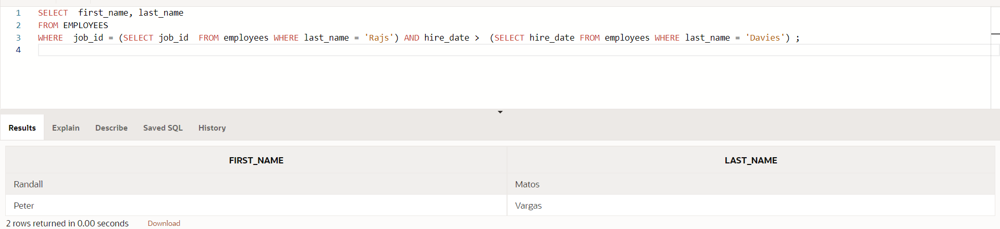 1 SELECT  first_name, last_name
2 FROM EMPLOYEES
3 WHERE  job_id = (SELECT job_id  FROM employees WHERE last_name = 'Rajs') AND hire_date >  (SELECT hire_date FROM employees WHERE last_name = 'Davies') ;
4
Results Explain Describe Saved SQL History
FIRST_NAME LAST_NAME
Randall Matos
Peter Vargas
2 rows returned in 0.00 seconds Download